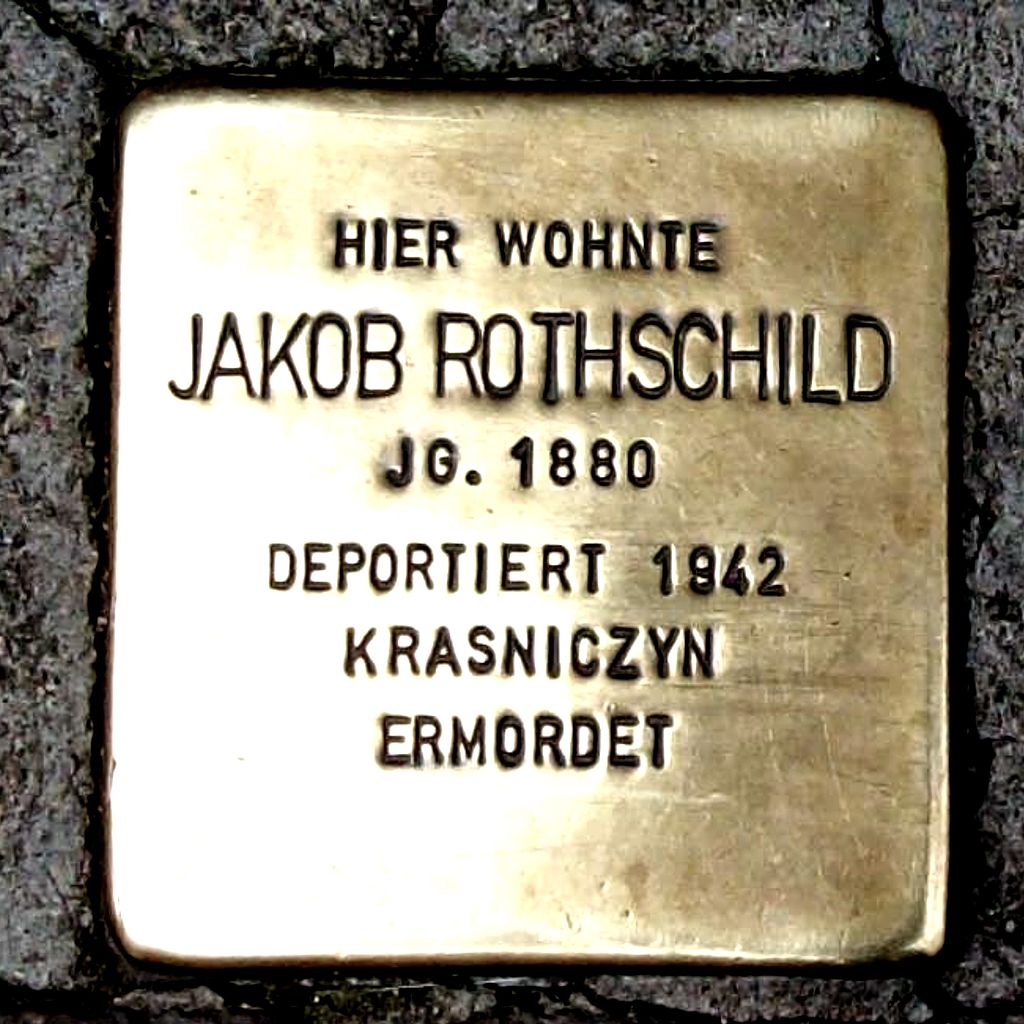 HIER WOHNTE
JAKOB ROTHSCHILD
JG. 1880
DEPORTIERT 1942
KRASNICZYN
ERMORDET